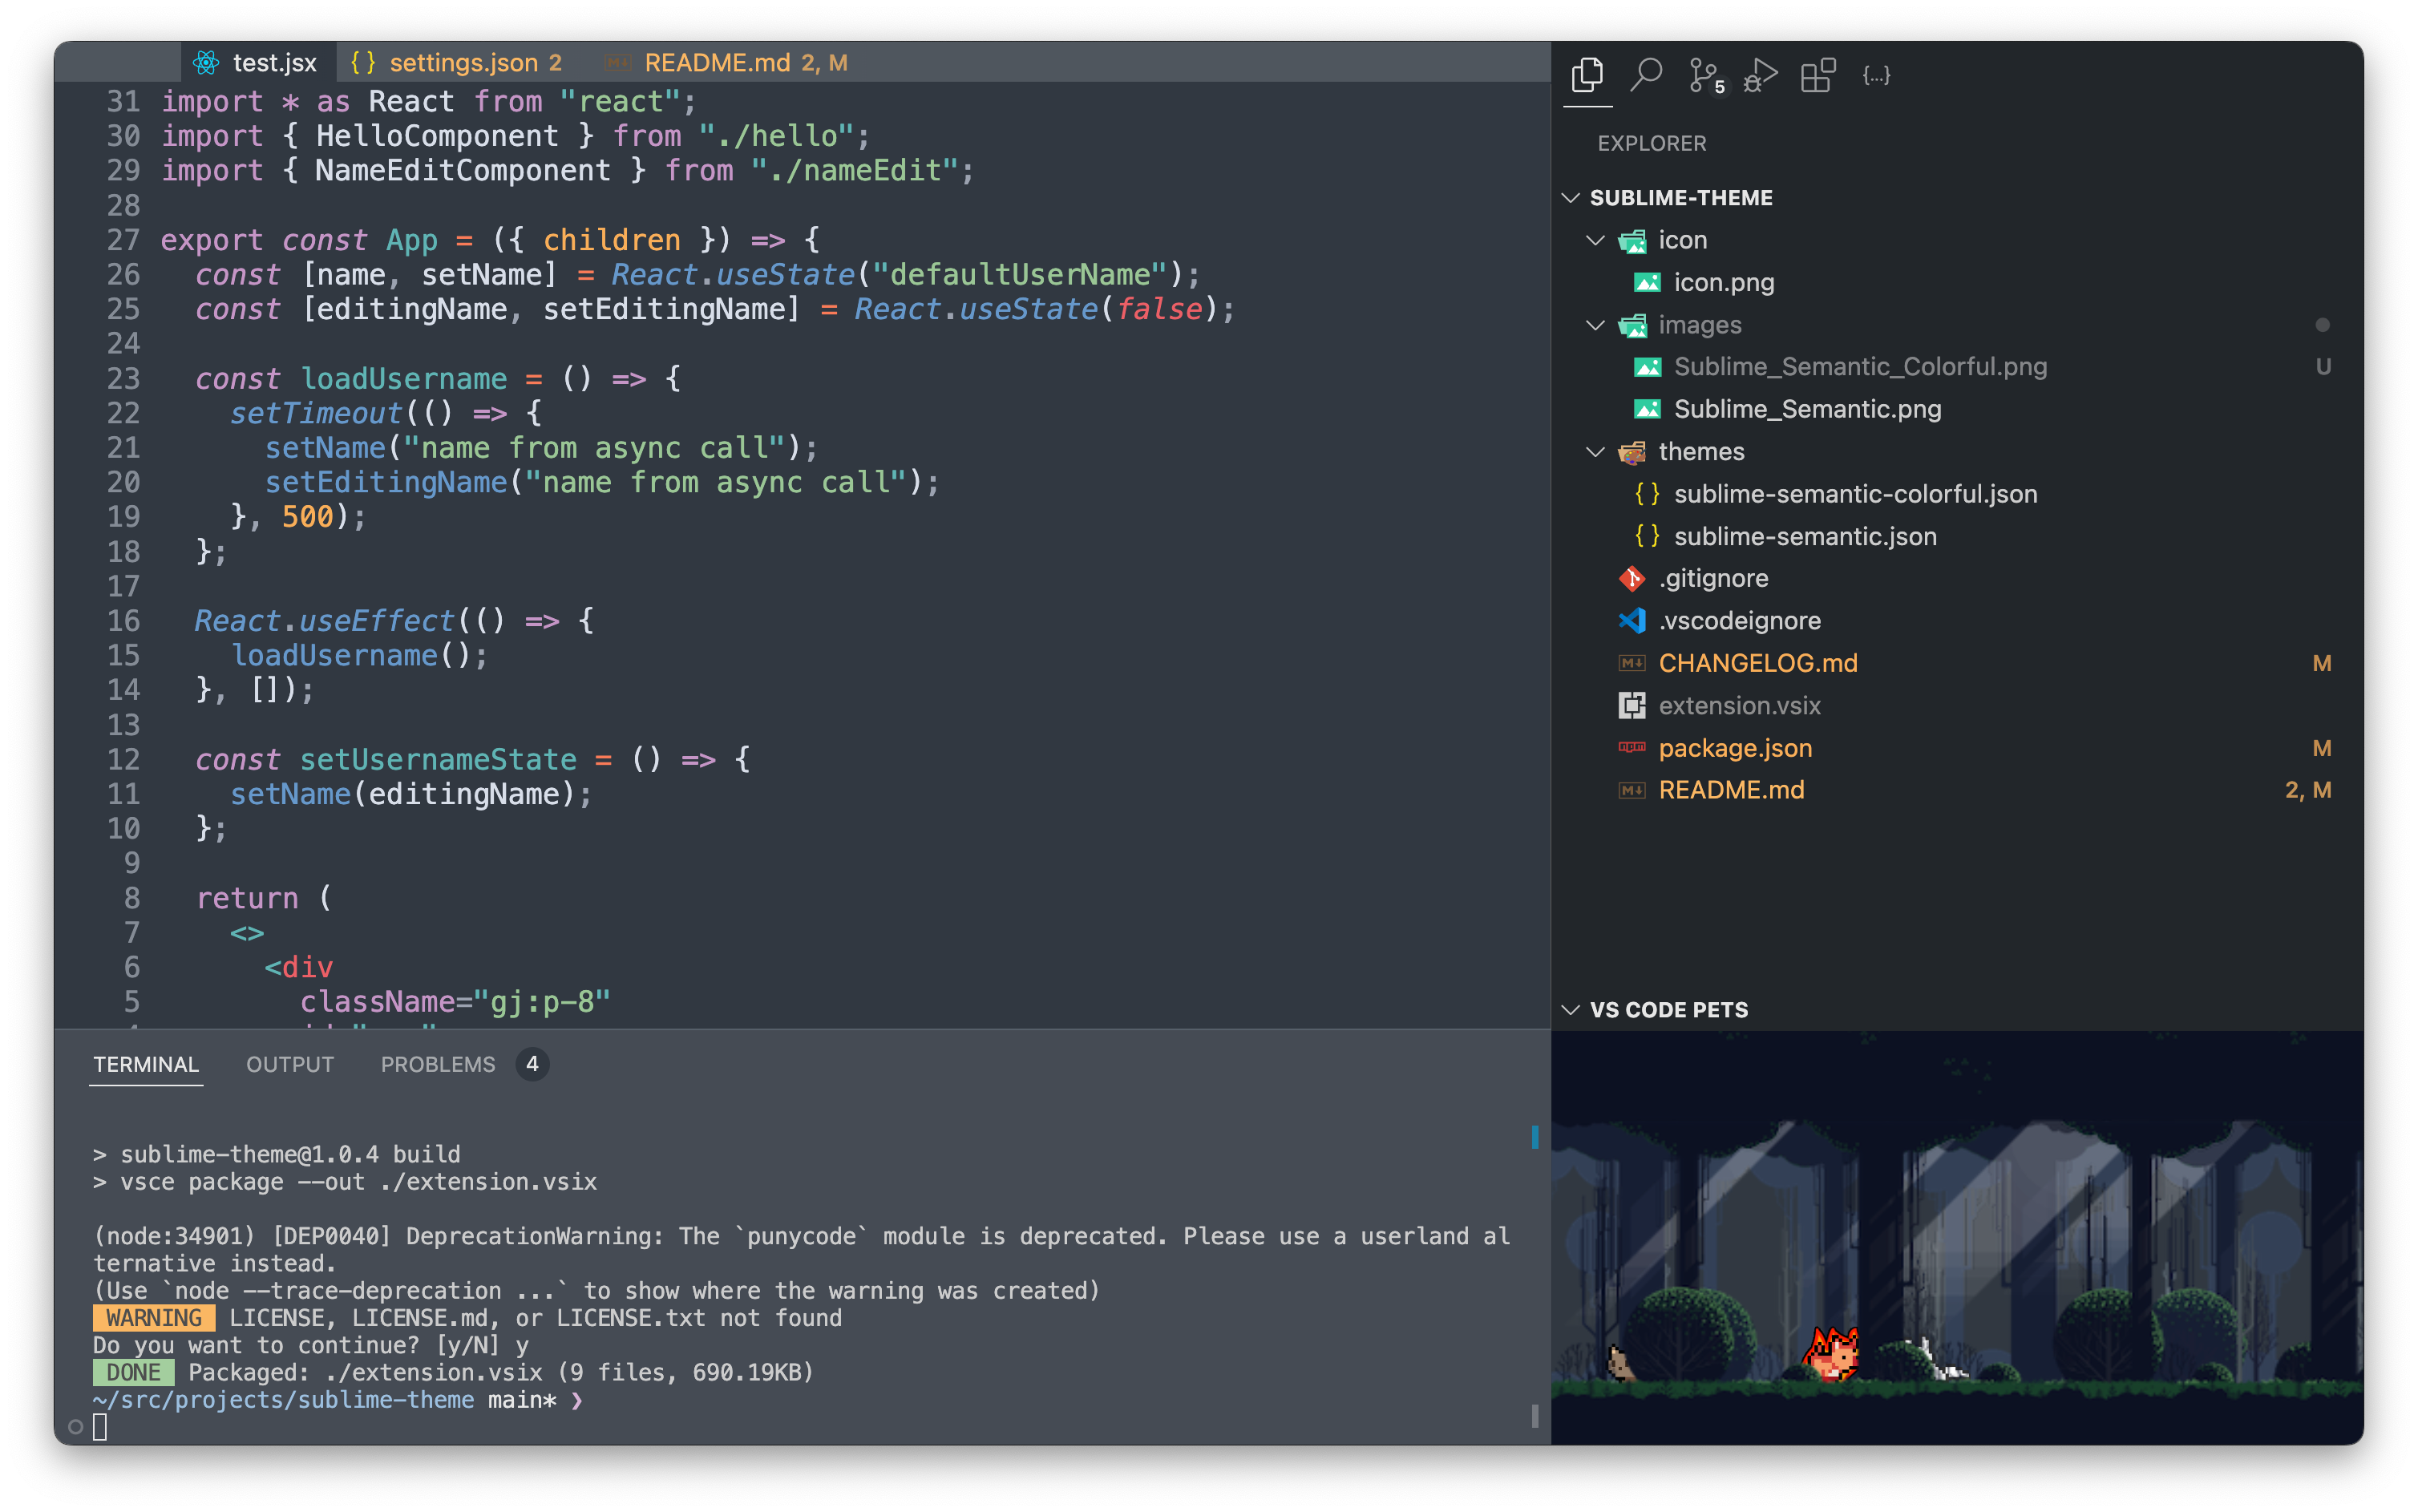 test.jsx
settings.json 2
README.md 2, M
31 import * as React from "react";
30 import { HelloComponent } from "./hello";
29 import { NameEditComponent } from "./nameEdit";
28
27 export const App = ({ children }) => {
26 const [name, setName] = React.useState("defaultUserName");
25 const [editingName, setEditingName] = React.useState(false);
24
23 const loadUsername = () => {
22 setTimeout(() => {
21 setName("name from async call");
20 setEditingName("name from async call");
19 }, 500);
18 };
17
16 React.useEffect(() => {
15 loadUsername();
14 }, []);
13
12 const setUsernameState = () => {
11 setName(editingName);
10 };
9
8 return (
7 <>
6 <div
5 className="gj:p-8"
TERMINAL OUTPUT PROBLEMS 4
> sublime-theme@1.0.4 build
> vsce package --out ./extension.vsix
(node:34901) [DEP0040] DeprecationWarning: The `punycode` module is deprecated. Please use a userland al
ternative instead.
(Use `node --trace-deprecation ...` to show where the warning was created)
WARNING LICENSE, LICENSE.md, or LICENSE.txt not found
Do you want to continue? [y/N] y
DONE Packaged: ./extension.vsix (9 files, 690.19KB)
~/src/projects/sublime-theme main* ❯
5
{...}
EXPLORER
SUBLIME-THEME
icon
icon.png
images
Sublime_Semantic_Colorful.png U
Sublime_Semantic.png
themes
{ } sublime-semantic-colorful.json
{ } sublime-semantic.json
.gitignore
.vscodeignore
CHANGELOG.md M
extension.vsix
package.json M
README.md 2, M
VS CODE PETS